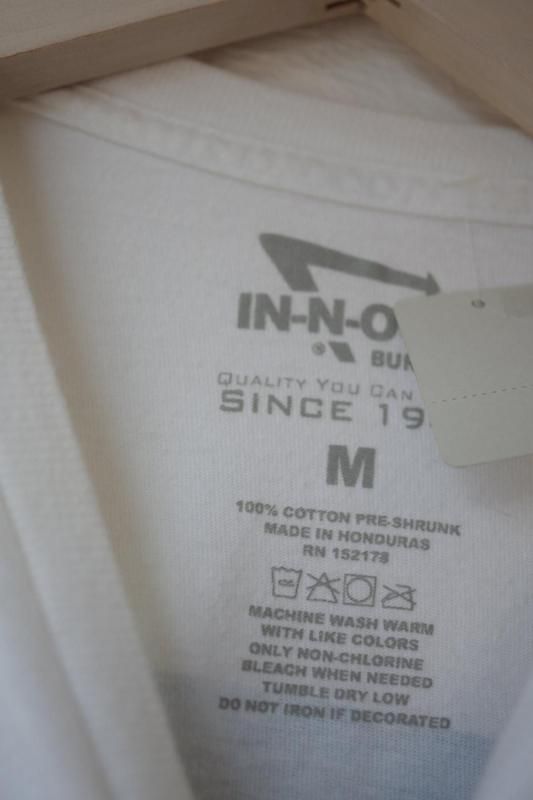 IN-N-O
BUR
QUALITY YOU CAN
SINCE 19
M
100% COTTON PRE-SHRUNK
MADE IN HONDURAS
RN 152178
MACHINE WASH WARM
WITH LIKE COLORS
ONLY NON-CHLORINE
BLEACH WHEN NEEDED
TUMBLE DRY LOW
DO NOT IRON IF DECORATED